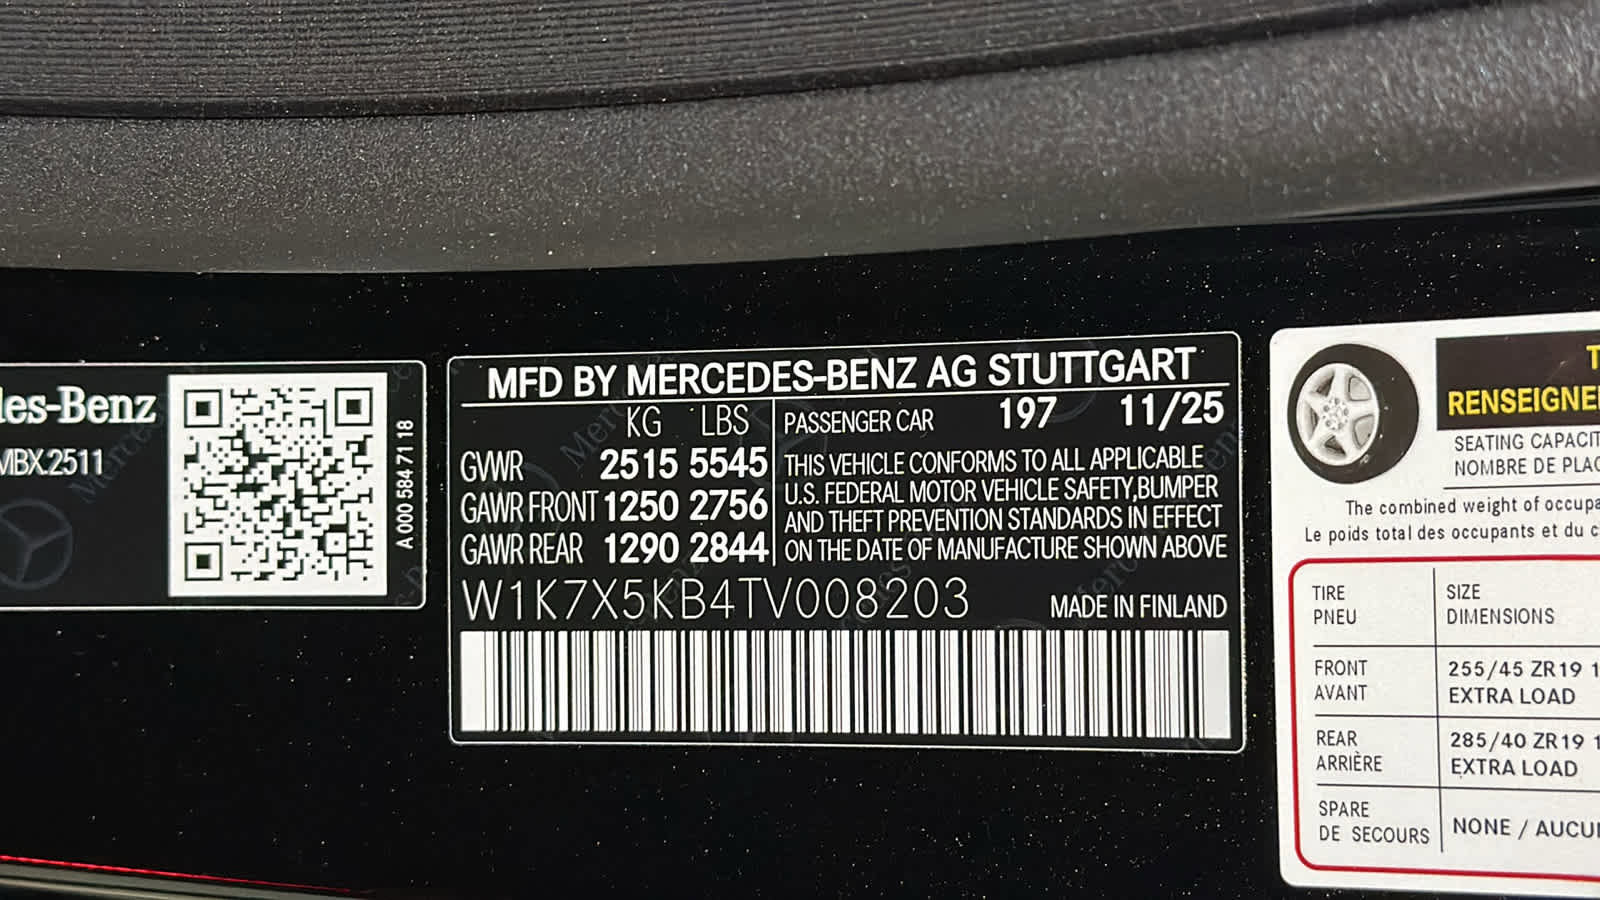 des-Benz
MBX.2511
A 000 584 71 18
MFD BY MERCEDES-BENZ AG STUTTGART
KG LBS
PASSENGER CAR 197 11/25
GVWR 2515 5545
GAWR FRONT 1250 2756
GAWR REAR 1290 2844
THIS VEHICLE CONFORMS TO ALL APPLICABLE
U.S. FEDERAL MOTOR VEHICLE SAFETY,BUMPER
AND THEFT PREVENTION STANDARDS IN EFFECT
ON THE DATE OF MANUFACTURE SHOWN ABOVE
W1K7X5KB4TV008203
MADE IN FINLAND
RENSEIGNE
SEATING CAPACIT
NOMBRE DE PLAC
The combined weight of occupa
Le poids total des occupants et du c
TIRE
PNEU
SIZE
DIMENSIONS
FRONT
AVANT
255/45 ZR19 1
EXTRA LOAD
REAR
ARRIÈRE
285/40 ZR19 1
EXTRA LOAD
SPARE
DE SECOURS
NONE / AUCU